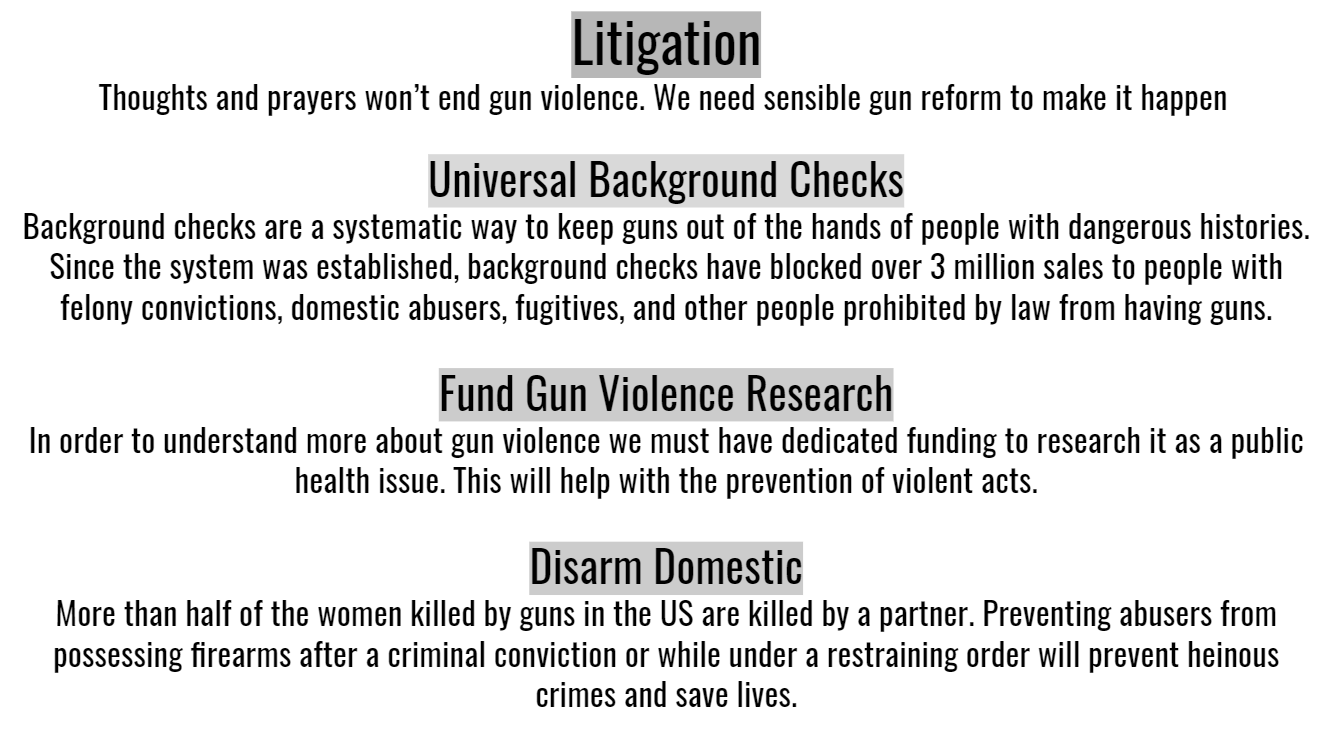 Litigation
Thoughts and prayers won’t end gun violence. We need sensible gun reform to make it happen
Universal Background Checks
Background checks are a systematic way to keep guns out of the hands of people with dangerous histories.
Since the system was established, background checks have blocked over 3 million sales to people with
felony convictions, domestic abusers, fugitives, and other people prohibited by law from having guns.
Fund Gun Violence Research
In order to understand more about gun violence we must have dedicated funding to research it as a public
health issue. This will help with the prevention of violent acts.
Disarm Domestic
More than half of the women killed by guns in the US are killed by a partner. Preventing abusers from
possessing firearms after a criminal conviction or while under a restraining order will prevent heinous
crimes and save lives.